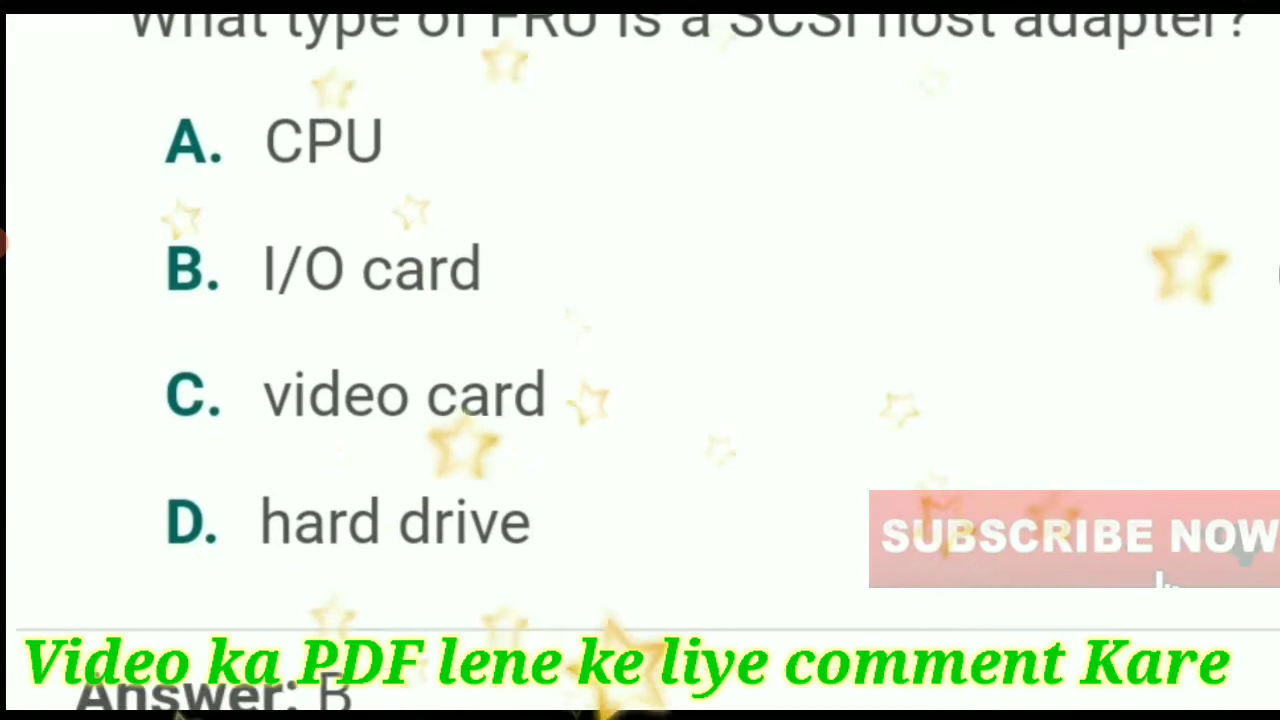 What type of FRU is a SCSI host adapter?
A. CPU
B. I/O card
C. video card
D. hard drive
SUBSCRIBE NOW
Video ka PDF lene ke liye comment Kare
Answer: B